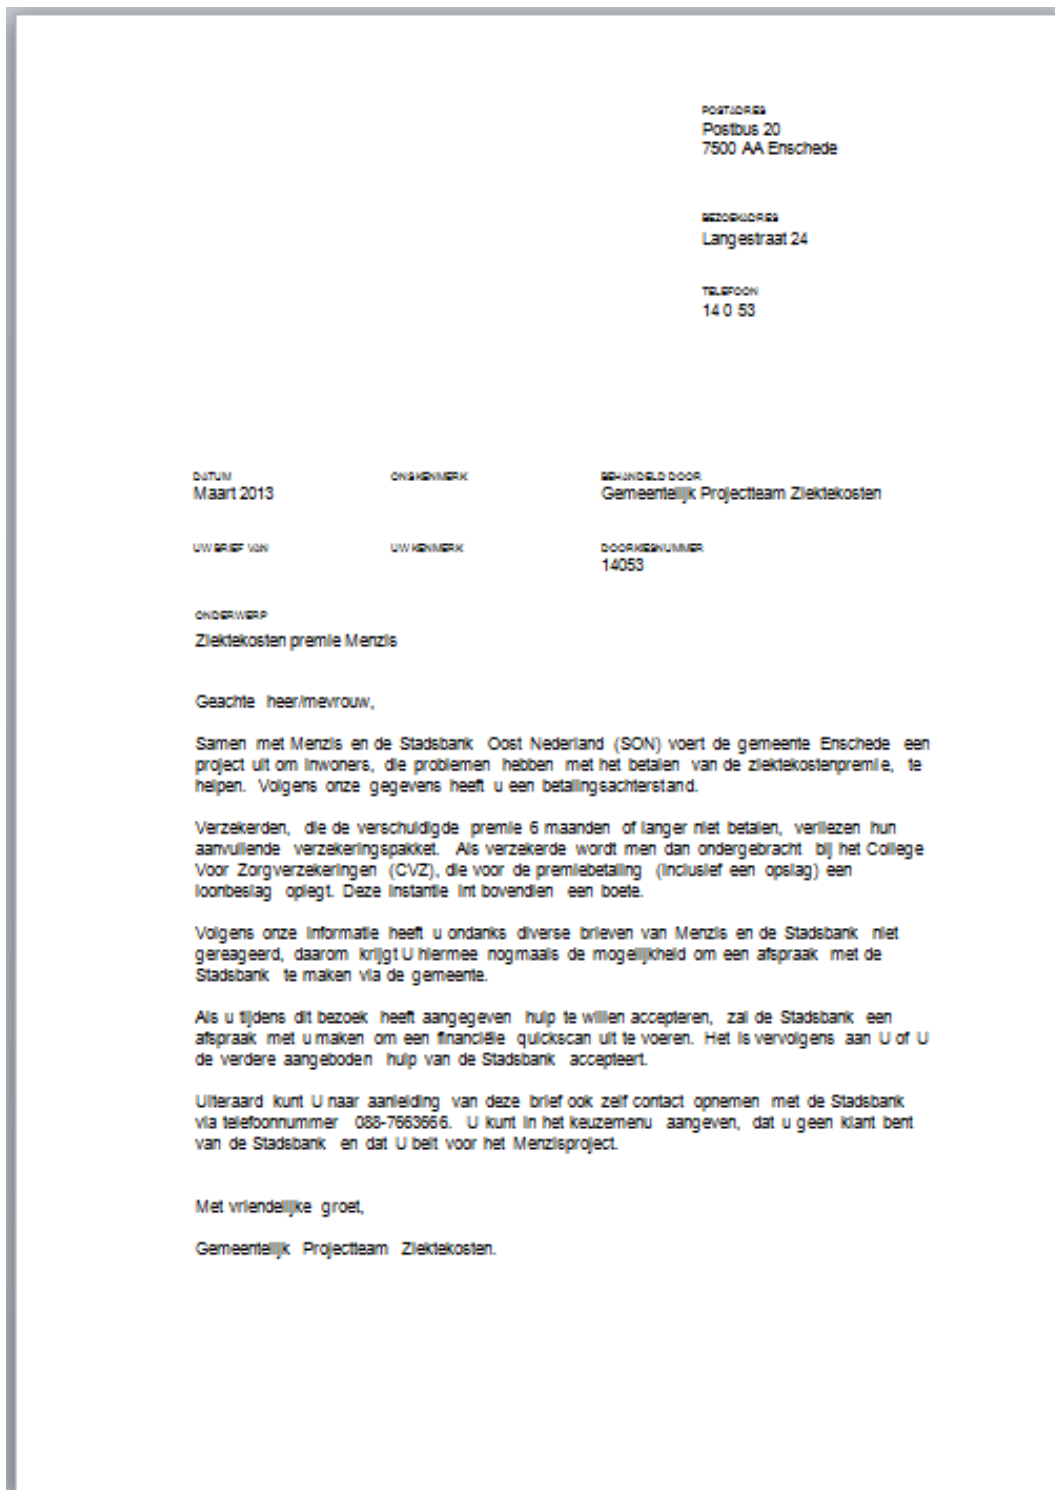 POSTADRES
Postbus 20
7500 AA Enschede
BEZOEKADRES
Langestraat 24
TELEFOON
14 0 53
DATUM
Maart 2013
ONS KENMERK
BEHANDELD DOOR
Gemeentelijk Projectteam Ziektekosten
UW BRIEF VAN
UW KENMERK
DOORKIESNUMMER
14053
ONDERWERP
Ziektekosten premie Menzis
Geachte heer/mevrouw,
Samen met Menzis en de Stadsbank Oost Nederland (SON) voert de gemeente Enschede een
project uit om inwoners, die problemen hebben met het betalen van de ziektekostenpremie, te
helpen. Volgens onze gegevens heeft u een betalingsachterstand.
Verzekerden, die de verschuldigde premie 6 maanden of langer niet betalen, verliezen hun
aanvullende verzekeringspakket. Als verzekerde wordt men dan ondergebracht bij het College
Voor Zorgverzekeringen (CVZ), die voor de premiebetaling (inclusief een opslag) een
loonbeslag oplegt. Deze instantie int bovendien een boete.
Volgens onze informatie heeft u ondanks diverse brieven van Menzis en de Stadsbank niet
gereageerd, daarom krijgt U hiermee nogmaals de mogelijkheid om een afspraak met de
Stadsbank te maken via de gemeente.
Als u tijdens dit bezoek heeft aangegeven hulp te willen accepteren, zal de Stadsbank een
afspraak met u maken om een financiële quickscan uit te voeren. Het is vervolgens aan U of U
de verdere aangeboden hulp van de Stadsbank accepteert.
Uiteraard kunt U naar aanleiding van deze brief ook zelf contact opnemen met de Stadsbank
via telefoonnummer 088-7663666. U kunt in het keuzemenu aangeven, dat u geen klant bent
van de Stadsbank en dat U belt voor het Menzisproject.
Met vriendelijke groet,
Gemeentelijk Projectteam Ziektekosten.